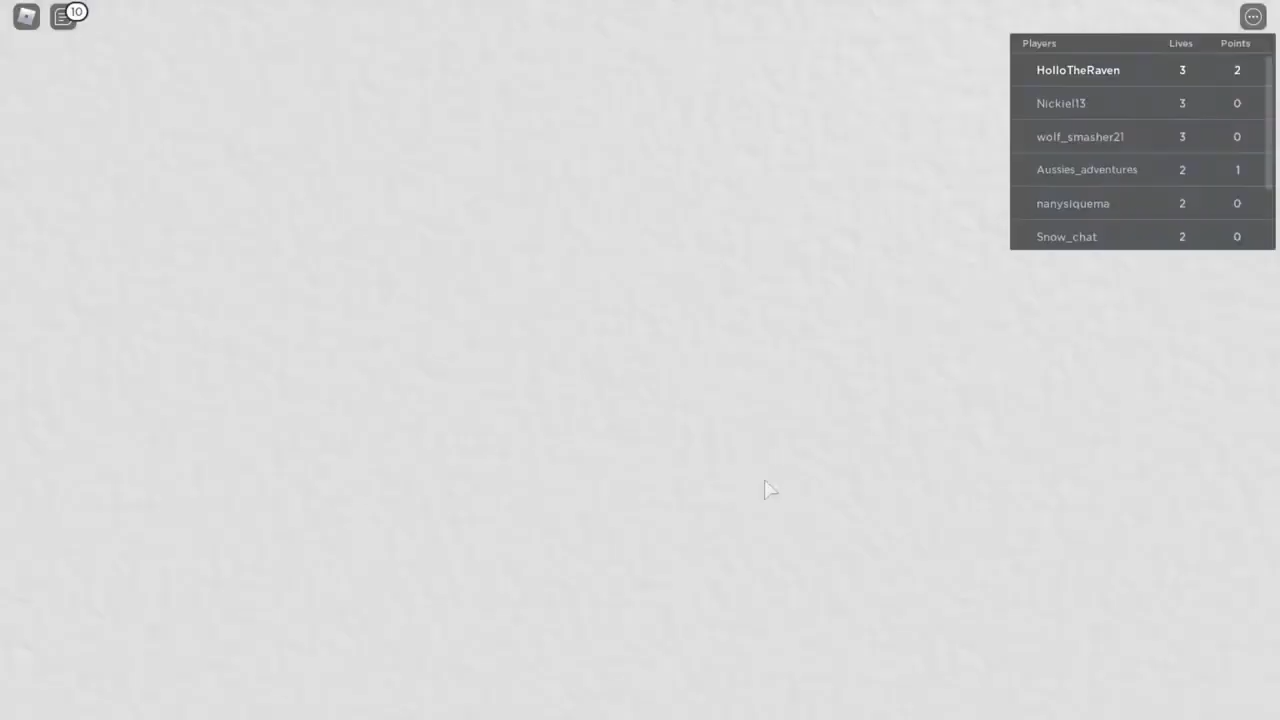 10
Players Lives Points
HolloTheRaven 3 2
Nickiel13 3 0
wolf_smasher21 3 0
Aussies_adventures 2 1
nanysiquema 2 0
Snow_chat 2 0